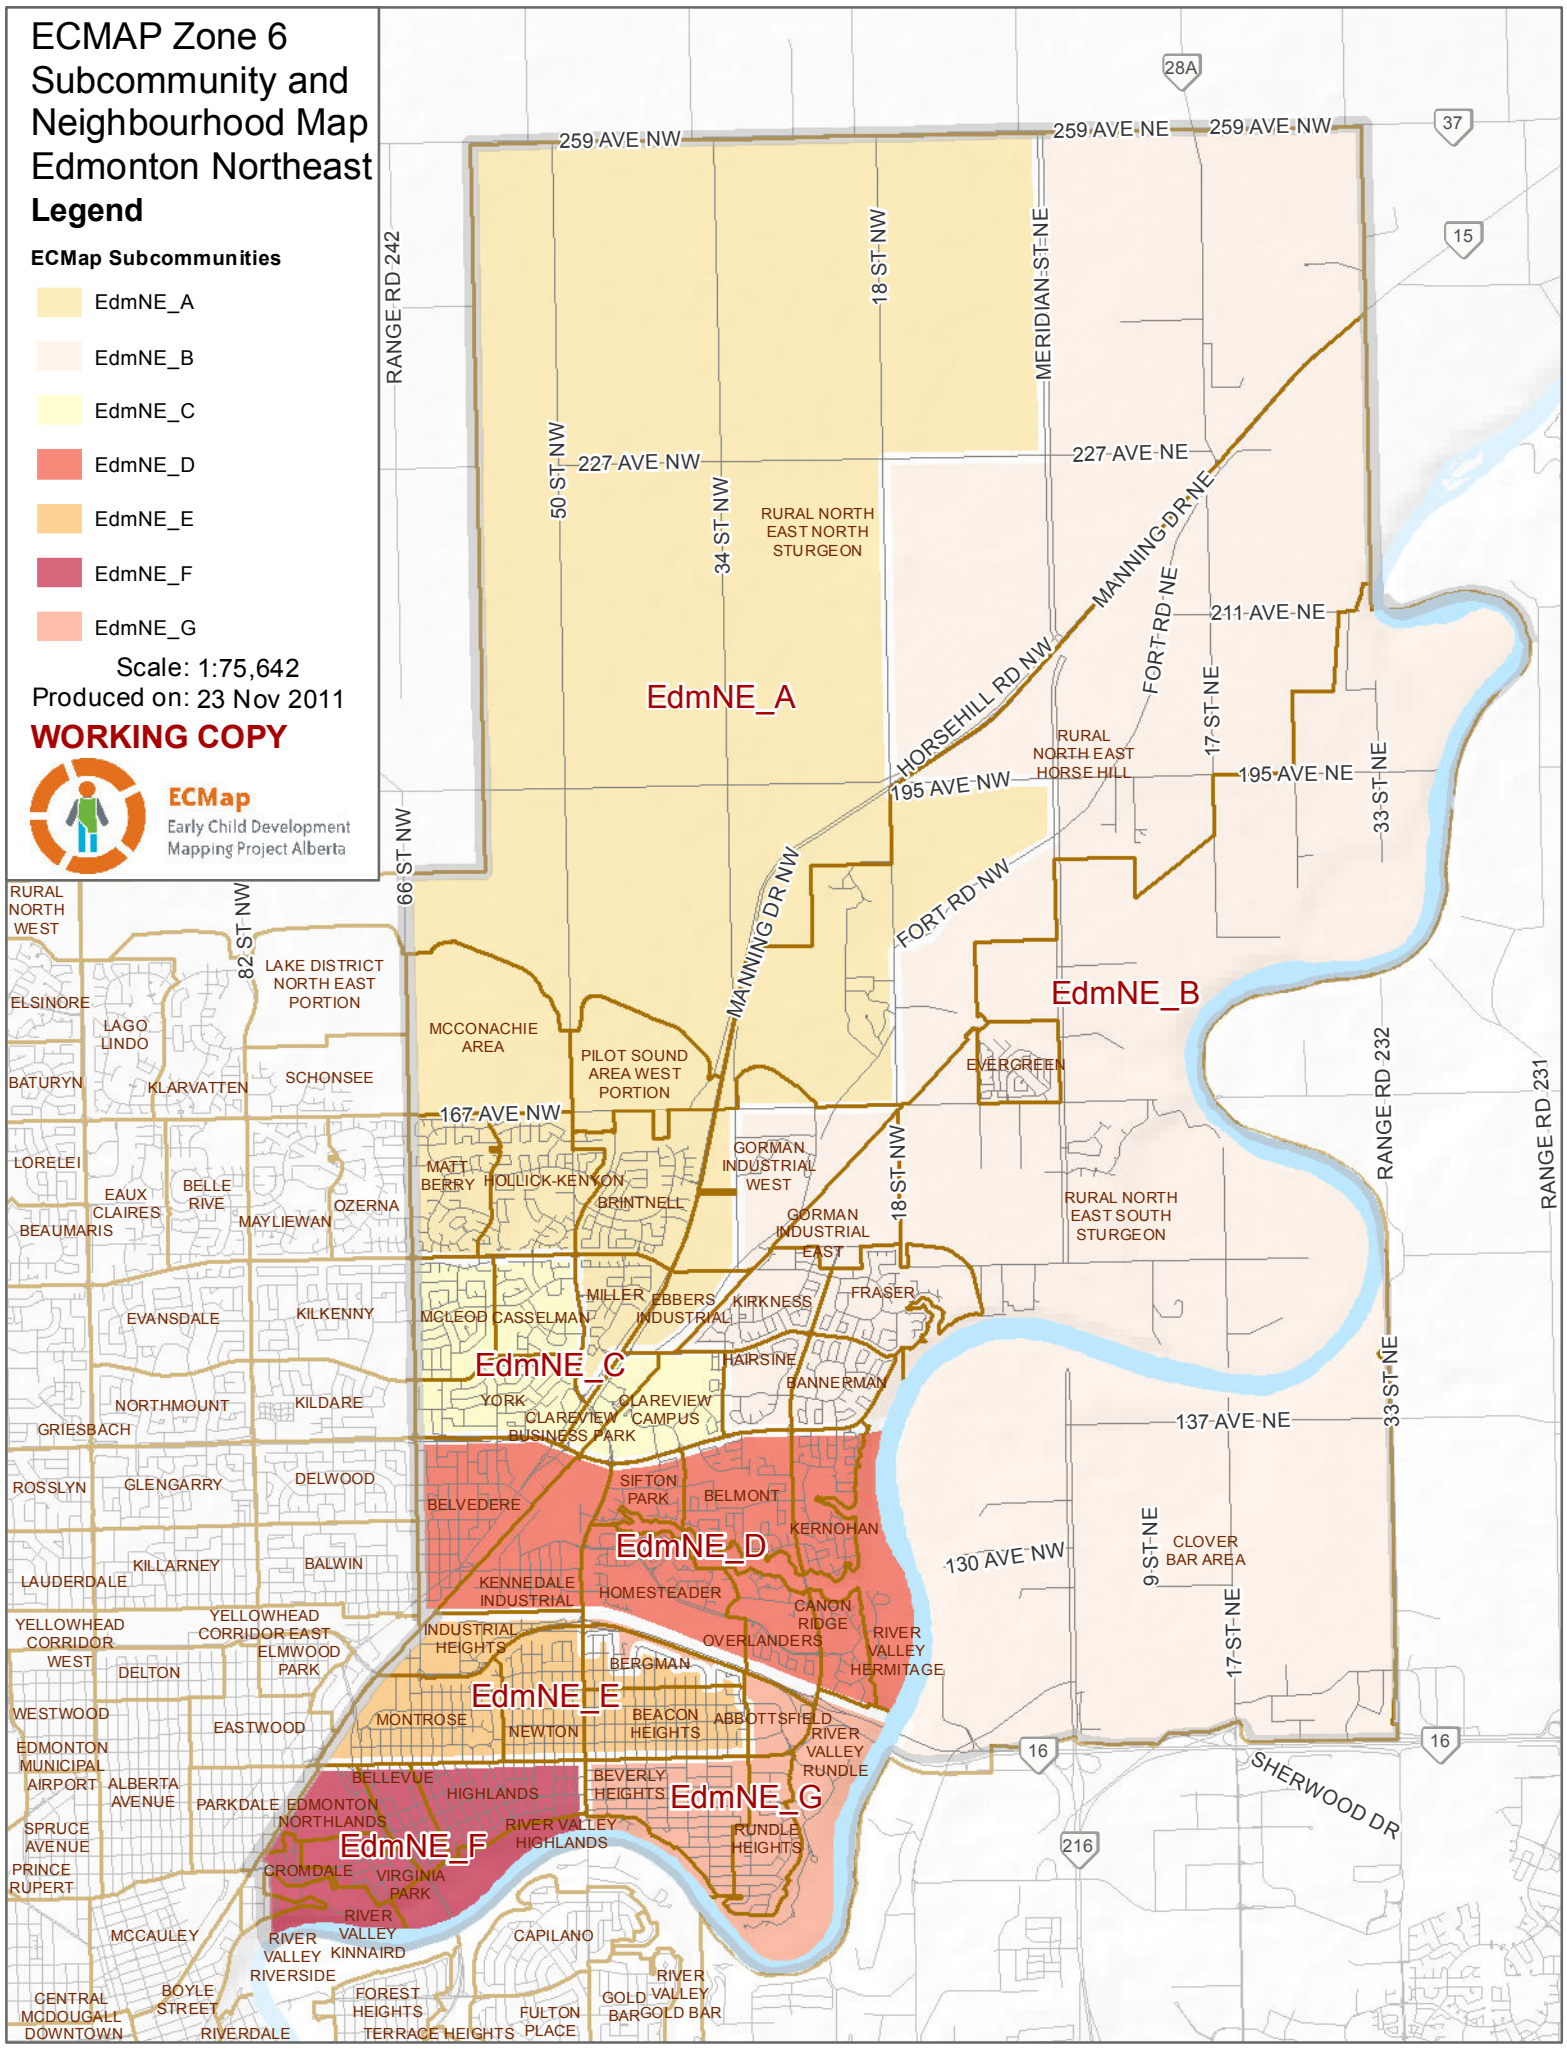 ECMAP Zone 6
Subcommunity and
Neighbourhood Map
Edmonton Northeast
Legend
ECMap Subcommunities
EdmNE_A
EdmNE_B
EdmNE_C
EdmNE_D
EdmNE_E
EdmNE_F
EdmNE_G
Scale: 1:75,642
Produced on: 23 Nov 2011
WORKING COPY
ECMap
Early Child Development
Mapping Project Alberta
28A
37
15
259 AVE NW
259 AVE NE
259 AVE NW
RANGE RD 242
18 ST NW
MERIDIAN ST NE
50 ST NW
227 AVE NW
34 ST NW
227 AVE NE
RURAL NORTH
EAST NORTH
STURGEON
MANNING DR NE
FORT RD NE
211 AVE NE
EdmNE_A
HORSEHILL RD NW
17 ST NE
RURAL
NORTH EAST
HORSE HILL
195 AVE NW
195 AVE NE
33 ST NE
66 ST NW
MANNING DR NW
FORT RD NW
RURAL
NORTH
WEST
82 ST NW
LAKE DISTRICT
NORTH EAST
PORTION
ELSINORE
LAGO
LINDO
MCCONACHIE
AREA
EdmNE_B
PILOT SOUND
AREA WEST
PORTION
EVERGREEN
BATURYN
KLARVATTEN
SCHONSEE
RANGE RD 232
RANGE RD 231
167 AVE NW
LORELEI
EAUX
CLAIRES
BELLE
RIVE
OZERNA
BEAUMARIS
MAYLIEWAN
MATT
BERRY
HOLLICK-KENYON
BRINTNELL
GORMAN
INDUSTRIAL
WEST
18 ST NW
GORMAN
INDUSTRIAL
EAST
RURAL NORTH
EAST SOUTH
STURGEON
EVANSDALE
KILKENNY
MCLEOD
CASSELMAN
MILLER
EBBERS
INDUSTRIAL
KIRKNESS
FRASER
EdmNE_C
HAIRSINE
BANNERMAN
33 ST NE
NORTHMOUNT
KILDARE
GRIESBACH
YORK
CLAREVIEW
BUSINESS PARK
CLAREVIEW
CAMPUS
137 AVE NE
ROSSLYN
GLENGARRY
DELWOOD
BELVEDERE
SIFTON
PARK
BELMONT
KERNOHAN
EdmNE_D
130 AVE NW
9 ST NE
CLOVER
BAR AREA
17 ST NE
KILLARNEY
BALWIN
LAUDERDALE
KENNEDALE
INDUSTRIAL
HOMESTEADER
CANON
RIDGE
OVERLANDERS
RIVER
VALLEY
HERMITAGE
YELLOWHEAD
CORRIDOR
WEST
YELLOWHEAD
CORRIDOR EAST
ELMWOOD
PARK
DELTON
INDUSTRIAL
HEIGHTS
BERGMAN
EdmNE_E
WESTWOOD
EASTWOOD
MONTROSE
NEWTON
BEACON
HEIGHTS
ABBOTTSFIELD
RIVER
VALLEY
RUNDLE
16
16
SHERWOOD DR
216
EDMONTON
MUNICIPAL
AIRPORT
ALBERTA
AVENUE
PARKDALE
EDMONTON
NORTHLANDS
BELLEVUE
HIGHLANDS
BEVERLY
HEIGHTS
EdmNE_G
SPRUCE
AVENUE
EdmNE_F
RIVER VALLEY
HIGHLANDS
RUNDLE
HEIGHTS
PRINCE
RUPERT
CROMDALE
VIRGINIA
PARK
MCCAULEY
RIVER
VALLEY
KINNAIRD
RIVER
VALLEY
RIVERSIDE
CAPILANO
CENTRAL
MCDOUGALL
DOWNTOWN
BOYLE
STREET
RIVERDALE
FOREST
HEIGHTS
TERRACE HEIGHTS
FULTON
PLACE
GOLD
BAR
RIVER
VALLEY
GOLD BAR